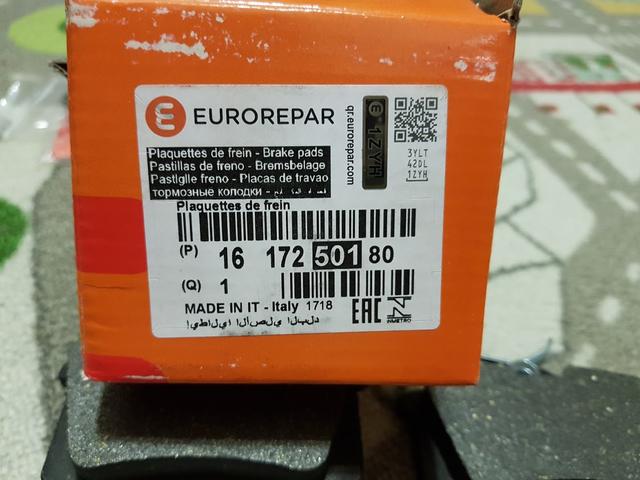 EUROREPAR
qr.eurorepar.com
1ZYH
3YLT
42DL
1ZYH
Plaquettes de frein - Brake pads
Pastillas de freno - Bremsbelage
Pastiglie freno - Placas de travao
тормозные колодки -
Plaquettes de frein
(P) 16 172 501 80
(Q) 1
MADE IN IT - Italy 1718
EAC